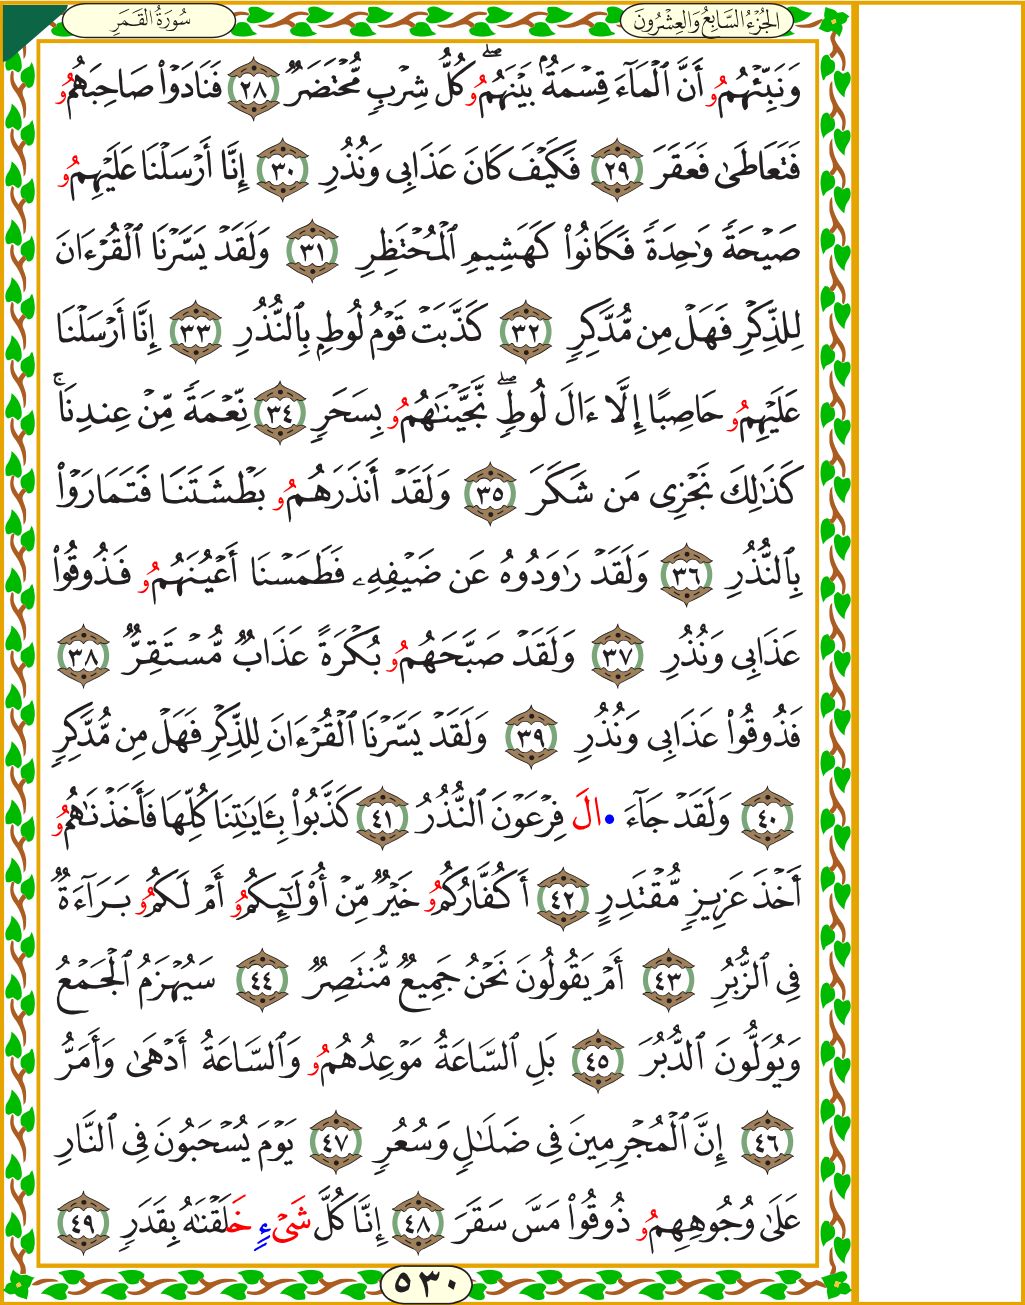 الجُزْءُ السَّابِعُ وَالعِشْرُونَ
سُورَةُ القَمَرِ
وَنَبِّئْهُمُۥ أَنَّ ٱلْمَآءَ قِسْمَةُۢ بَيْنَهُمُۥۖ كُلُّ شِرْبٍ مُّحْتَضَرٌ ٢٨ فَنَادَوْاْ صَاحِبَهُمُۥ
فَتَعَاطَىٰ فَعَقَرَ ٢٩ فَكَيْفَ كَانَ عَذَابِى وَنُذُرِ ٣٠ إِنَّا أَرْسَلْنَا عَلَيْهِمُۥ
صَيْحَةً وَٰحِدَةً فَكَانُواْ كَهَشِيمِ ٱلْمُحْتَظِرِ ٣١ وَلَقَدْ يَسَّرْنَا ٱلْقُرْءَانَ
لِلذِّكْرِ فَهَلْ مِن مُّدَّكِرٍ ٣٢ كَذَّبَتْ قَوْمُ لُوطٍ بِٱلنُّذُرِ ٣٣ إِنَّا أَرْسَلْنَا
عَلَيْهِمُۥ حَاصِبًا إِلَّا ءَالَ لُوطٍۖ نَّجَّيْنَٰهُمُۥ بِسَحَرٍ ٣٤ نِّعْمَةً مِّنْ عِندِنَاۚ
كَذَٰلِكَ نَجْزِى مَن شَكَرَ ٣٥ وَلَقَدْ أَنذَرَهُمُۥ بَطْشَتَنَا فَتَمَارَوْاْ
بِٱلنُّذُرِ ٣٦ وَلَقَدْ رَٰوَدُوهُ عَن ضَيْفِهِۦ فَطَمَسْنَا أَعْيُنَهُمُۥ فَذُوقُواْ
عَذَابِى وَنُذُرِ ٣٧ وَلَقَدْ صَبَّحَهُمُۥ بُكْرَةً عَذَابٌ مُّسْتَقِرٌّ ٣٨
فَذُوقُواْ عَذَابِى وَنُذُرِ ٣٩ وَلَقَدْ يَسَّرْنَا ٱلْقُرْءَانَ لِلذِّكْرِ فَهَلْ مِن مُّدَّكِرٍ
٤٠ وَلَقَدْ جَآءَ •الَ فِرْعَوْنَ ٱلنُّذُرُ ٤١ كَذَّبُواْ بِـَٔايَٰتِنَا كُلِّهَا فَأَخَذْنَٰهُمُۥ
أَخْذَ عَزِيزٍ مُّقْتَدِرٍ ٤٢ أَكُفَّارُكُمُۥ خَيْرٌ مِّنْ أُوْلَٰٓئِكُمُۥ أَمْ لَكُمُۥ بَرَآءَةٌ
فِى ٱلزُّبُرِ ٤٣ أَمْ يَقُولُونَ نَحْنُ جَمِيعٌ مُّنتَصِرٌ ٤٤ سَيُهْزَمُ ٱلْجَمْعُ
وَيُوَلُّونَ ٱلدُّبُرَ ٤٥ بَلِ ٱلسَّاعَةُ مَوْعِدُهُمُۥ وَٱلسَّاعَةُ أَدْهَىٰ وَأَمَرُّ
٤٦ إِنَّ ٱلْمُجْرِمِينَ فِى ضَلَٰلٍ وَسُعُرٍ ٤٧ يَوْمَ يُسْحَبُونَ فِى ٱلنَّارِ
عَلَىٰ وُجُوهِهِمُۥ ذُوقُواْ مَسَّ سَقَرَ ٤٨ إِنَّا كُلَّ شَىْءٍ خَلَقْنَٰهُ بِقَدَرٍ ٤٩
٥٣٠